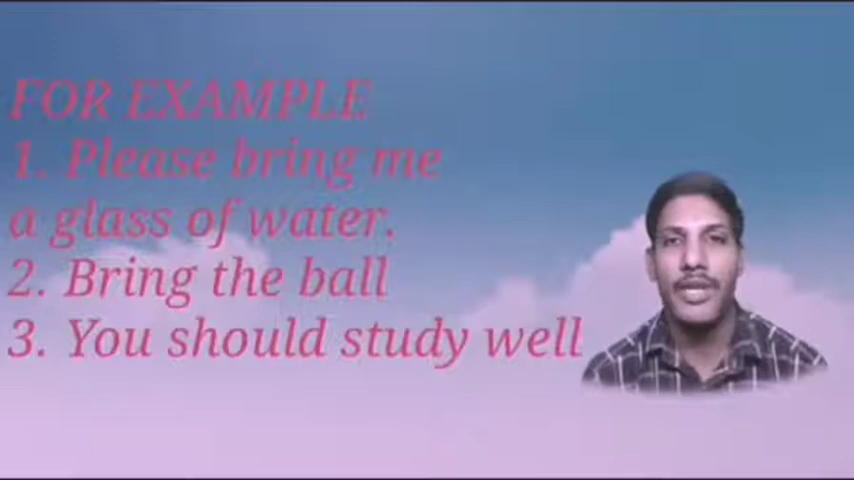 FOR EXAMPLE
1. Please bring me
a glass of water.
2. Bring the ball
3. You should study well